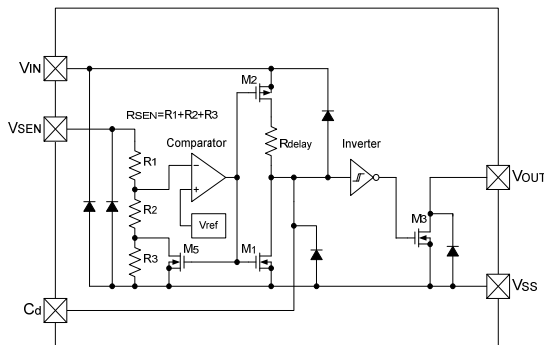 VIN
M2
VSEN
RSEN=R1+R2+R3
Comparator
Rdelay
Inverter
R1
−
+
VOUT
R2
Vref
M3
R3
M5
M1
VSS
Cd